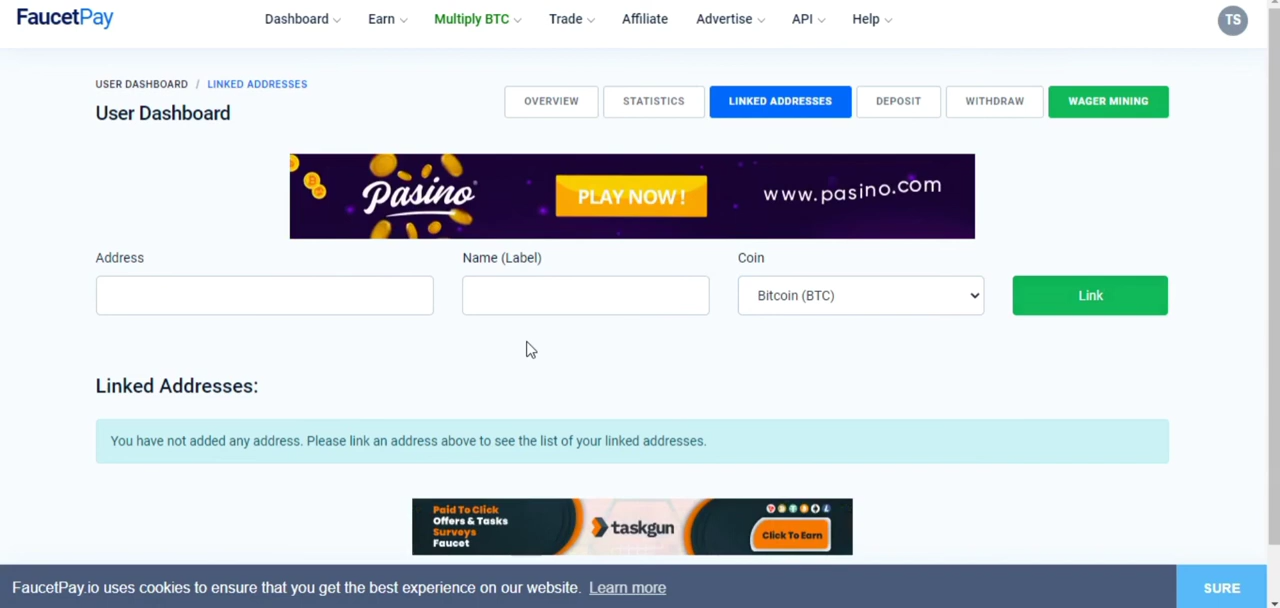 FaucetPay
Dashboard Earn Multiply BTC Trade Affiliate Advertise API Help TS
USER DASHBOARD / LINKED ADDRESSES
User Dashboard
OVERVIEW STATISTICS LINKED ADDRESSES DEPOSIT WITHDRAW WAGER MINING
Pasino PLAY NOW! www.pasino.com
Address Name (Label) Coin
Bitcoin (BTC) Link
Linked Addresses:
You have not added any address. Please link an address above to see the list of your linked addresses.
Paid To Click
Offers & Tasks
Surveys
Faucet
taskgun
Click To Earn
FaucetPay.io uses cookies to ensure that you get the best experience on our website. Learn more SURE